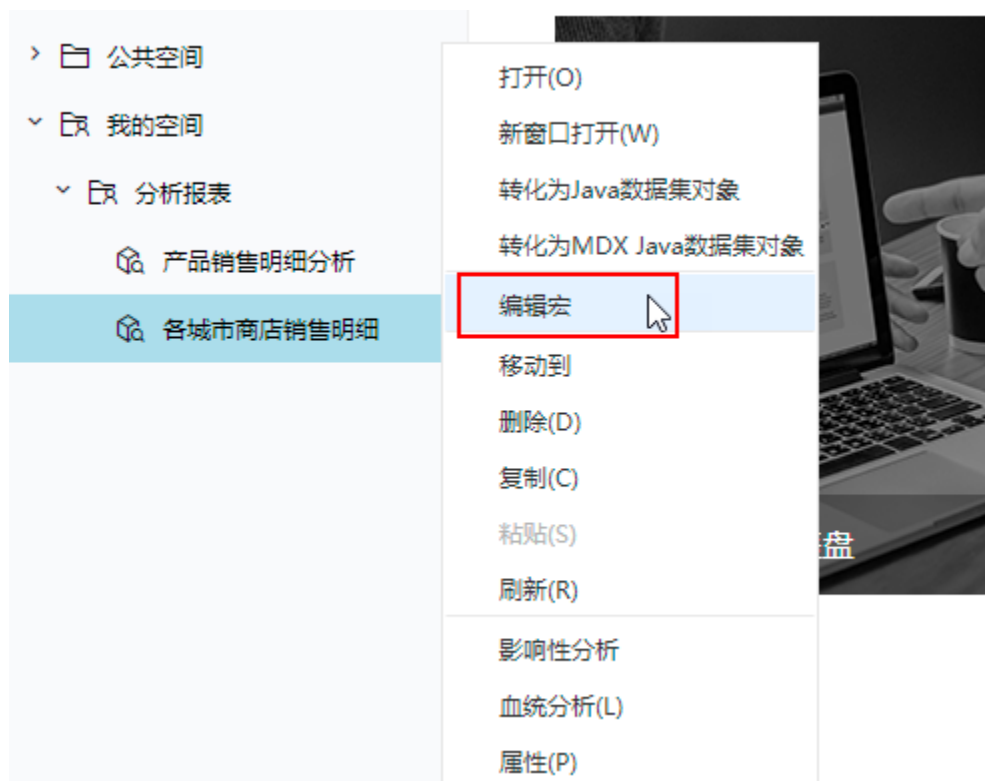 公共空间
我的空间
分析报表
产品销售明细分析
各城市商店销售明细
打开(O)
新窗口打开(W)
转化为Java数据集对象
转化为MDX Java数据集对象
编辑宏
移动到
删除(D)
复制(C)
粘贴(S)
刷新(R)
影响性分析
血统分析(L)
属性(P)
盘